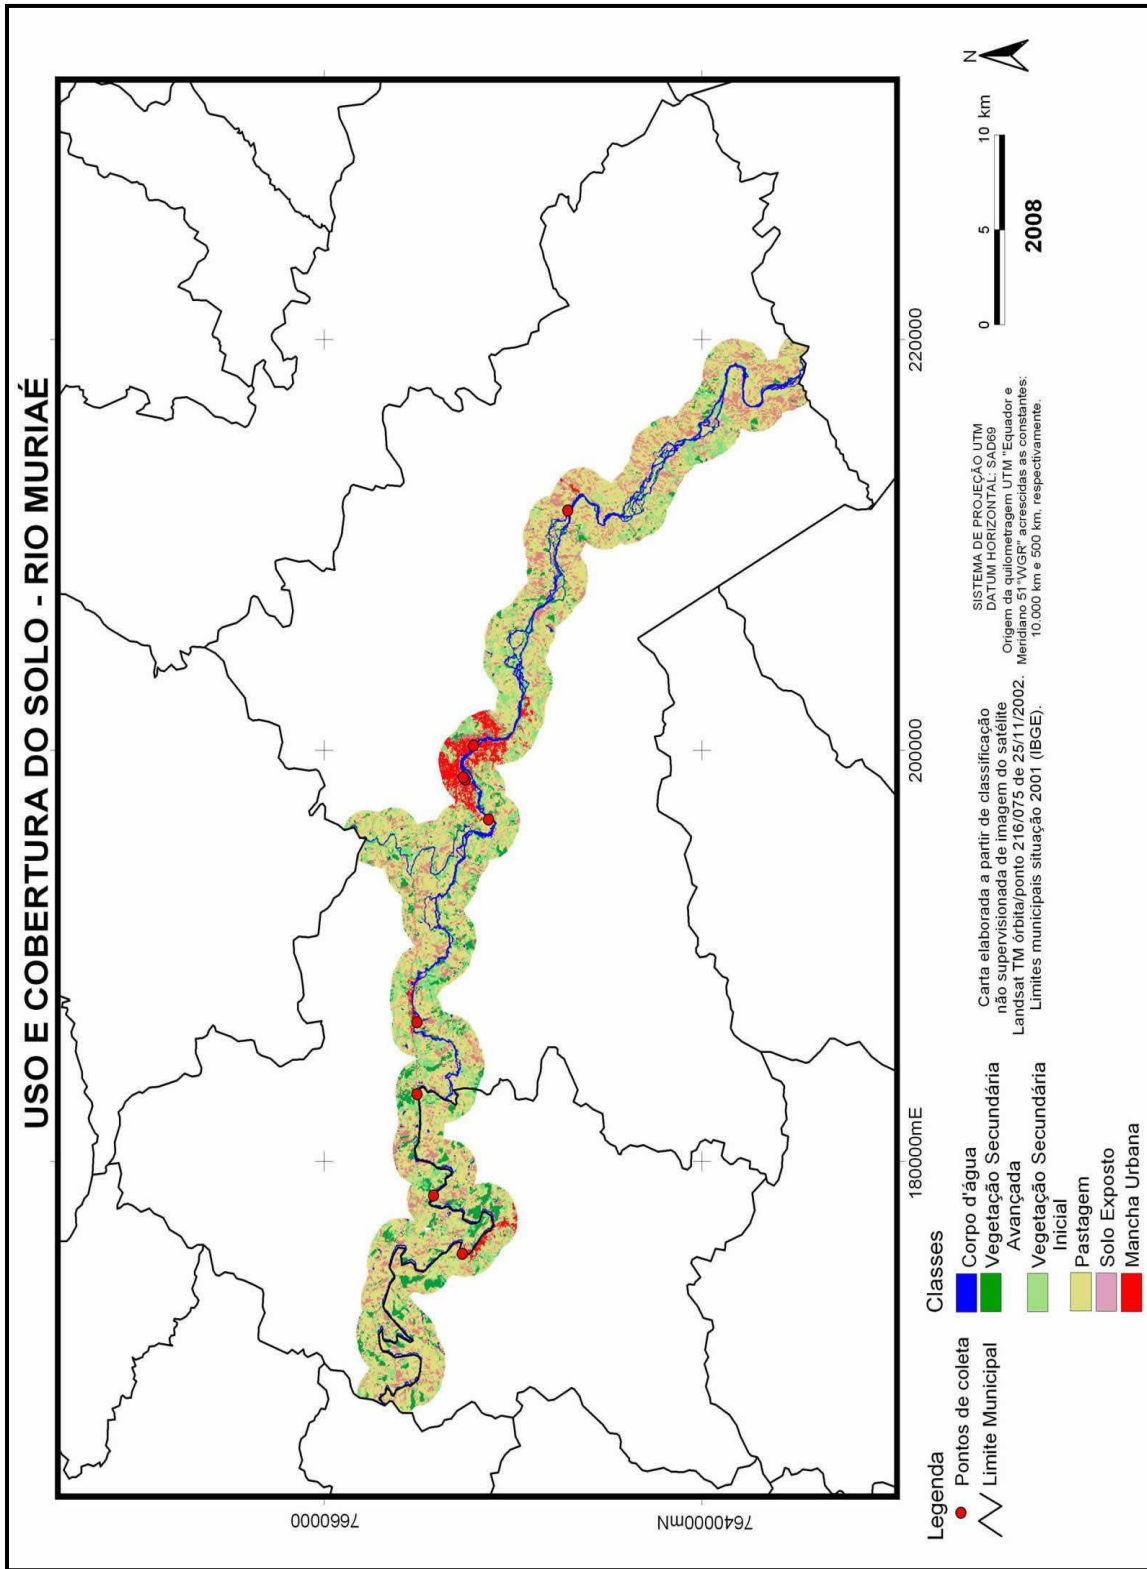 USO E COBERTURA DO SOLO - RIO MURIAÉ
N
7660000
7640000mN
180000mE
200000
220000
Legenda
Pontos de coleta
Limite Municipal
Classes
Corpo d'água
Vegetação Secundária
Avançada
Vegetação Secundária
Inicial
Pastagem
Solo Exposto
Mancha Urbana
Carta elaborada a partir de classificação
não supervisionada de imagem do satélite
Landsat TM órbita/ponto 216/075 de 25/11/2002.
Limites municipais situação 2001 (IBGE).
SISTEMA DE PROJEÇÃO UTM
DATUM HORIZONTAL: SAD69
Origem da quilometragem UTM "Equador e
Meridiano 51°WGR" acrescidas as constantes:
10.000 km e 500 km, respectivamente.
0 5 10 km
2008